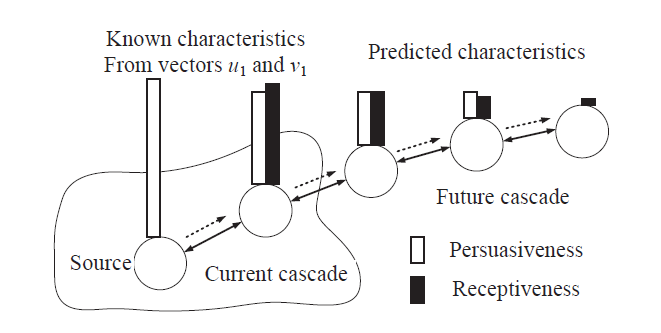 Known characteristics
From vectors u₁ and v₁
Predicted characteristics
Future cascade
Persuasiveness
Source
Current cascade
Receptiveness